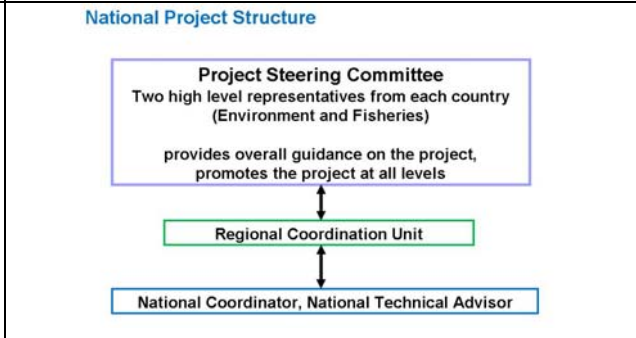 National Project Structure
Project Steering Committee
Two high level representatives from each country
(Environment and Fisheries)
provides overall guidance on the project,
promotes the project at all levels
Regional Coordination Unit
National Coordinator, National Technical Advisor